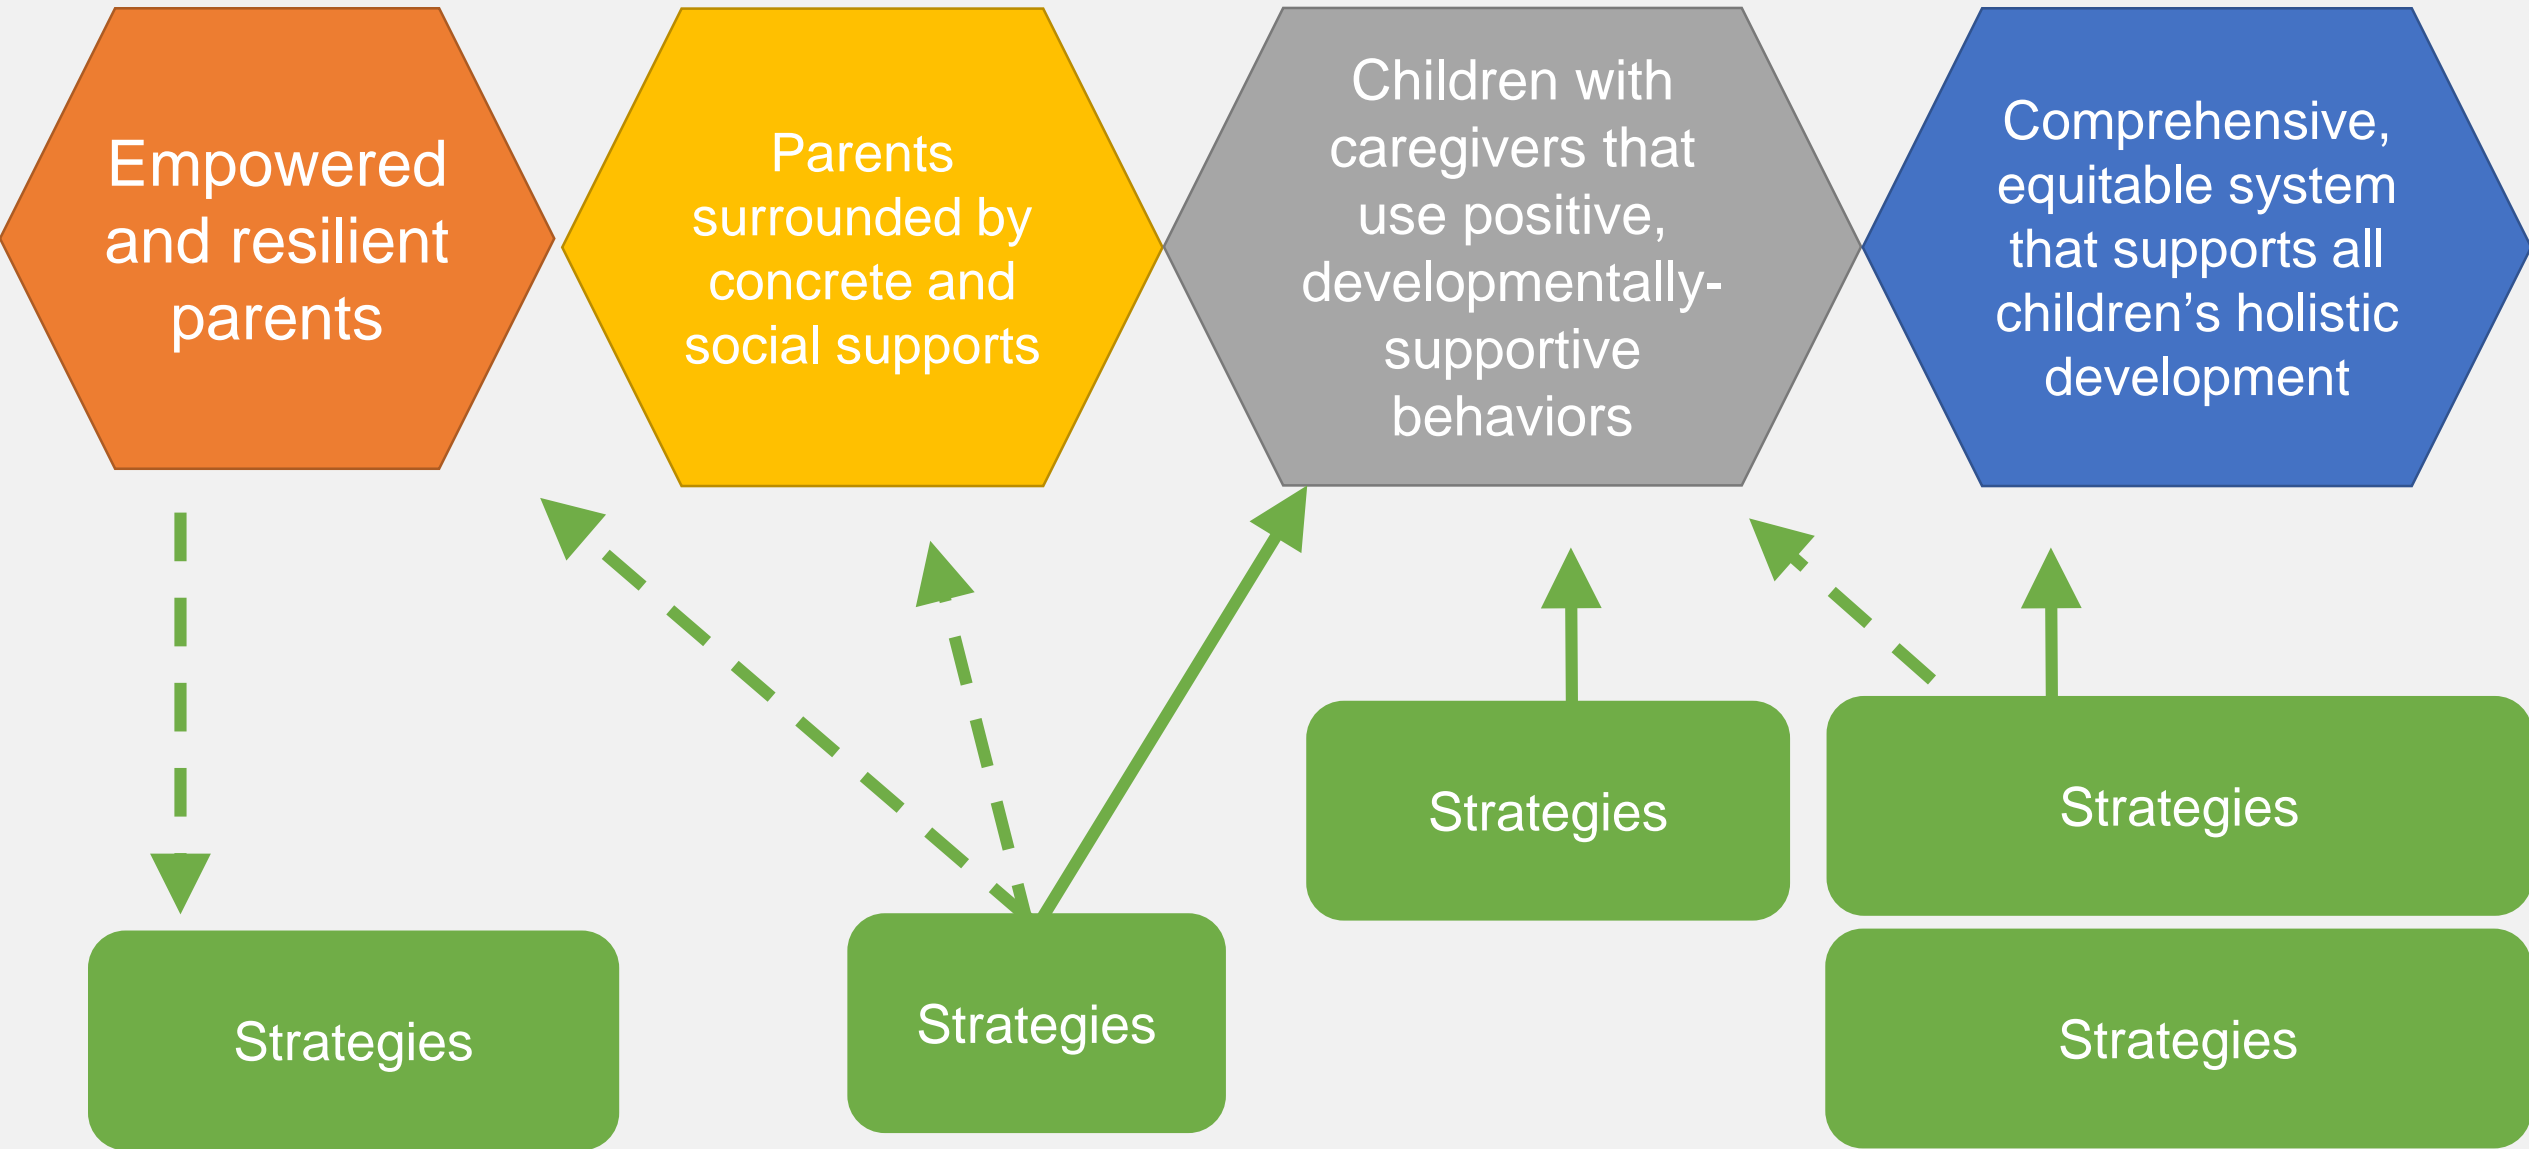 Empowered
and resilient
parents
Parents
surrounded by
concrete and
social supports
Children with
caregivers that
use positive,
developmentally-
supportive
behaviors
Comprehensive,
equitable system
that supports all
children’s holistic
development
Strategies
Strategies
Strategies
Strategies
Strategies